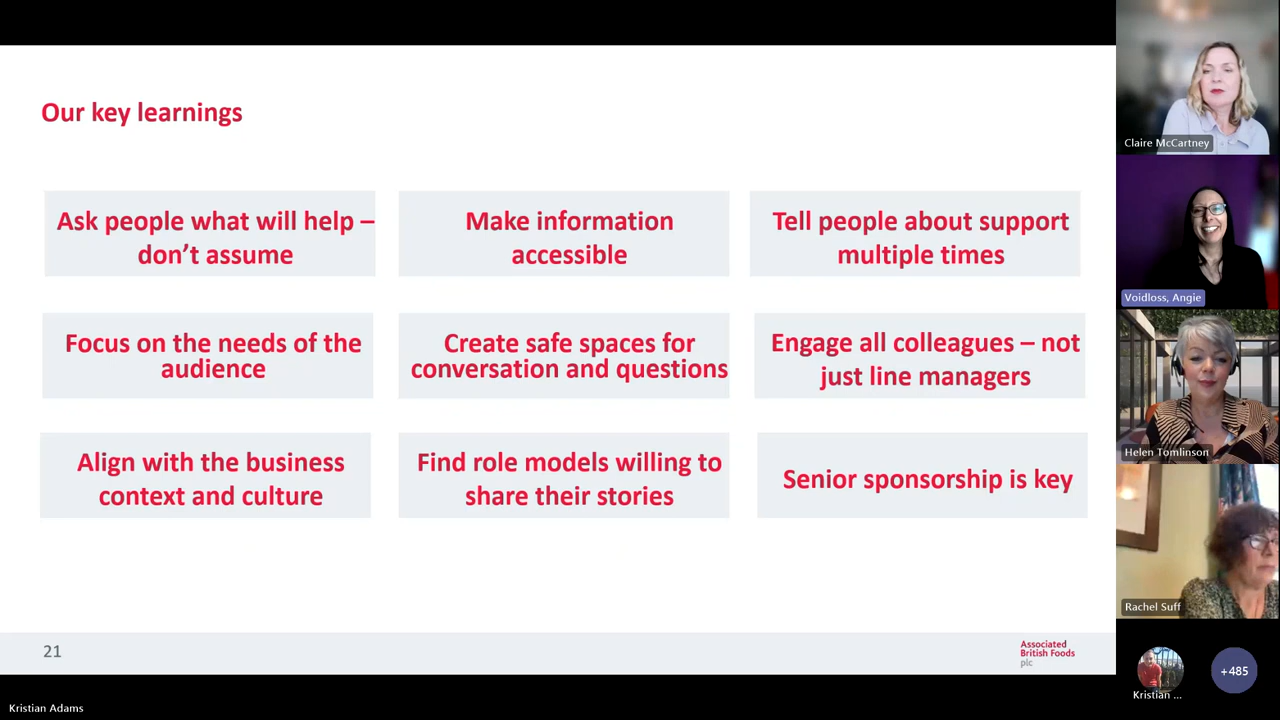 Our key learnings
Ask people what will help –
don’t assume
Make information
accessible
Tell people about support
multiple times
Focus on the needs of the
audience
Create safe spaces for
conversation and questions
Engage all colleagues – not
just line managers
Align with the business
context and culture
Find role models willing to
share their stories
Senior sponsorship is key
21
Associated
British Foods
plc
Kristian Adams
Claire McCartney
Voidloss, Angie
Helen Tomlinson
Rachel Suff
Kristian ...
+485